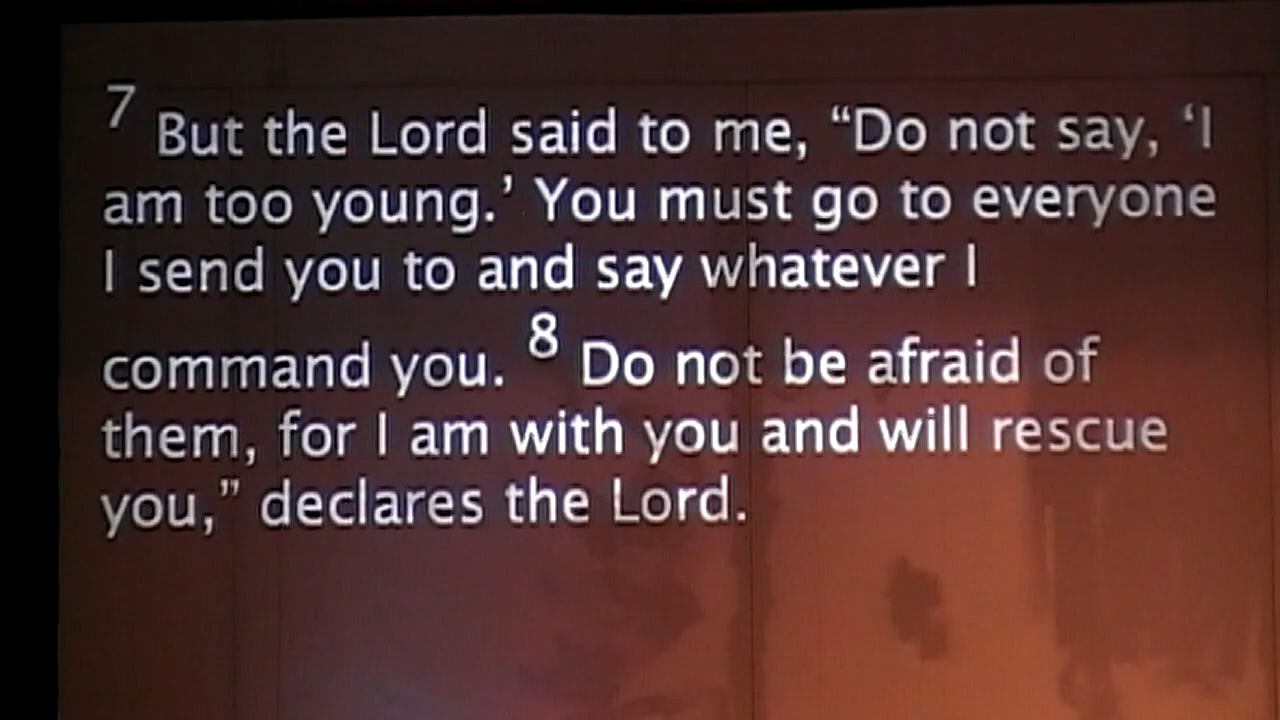 7 But the Lord said to me, “Do not say, ‘I
am too young.’ You must go to everyone
I send you to and say whatever I
command you. 8 Do not be afraid of
them, for I am with you and will rescue
you,” declares the Lord.